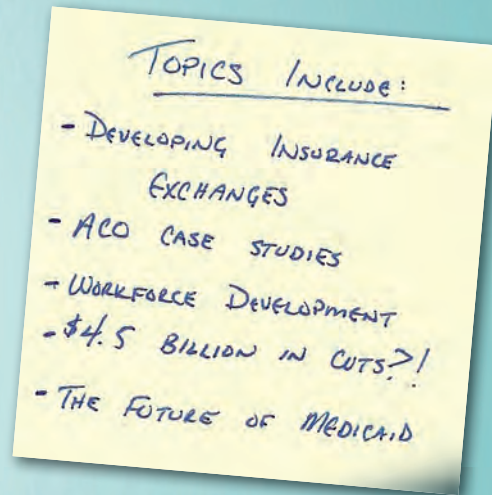 TOPICS INCLUDE:
- DEVELOPING INSURANCE
EXCHANGES
- ACO CASE STUDIES
- WORKFORCE DEVELOPMENT
- $4.5 BILLION IN CUTS?!
- THE FUTURE OF MEDICAID